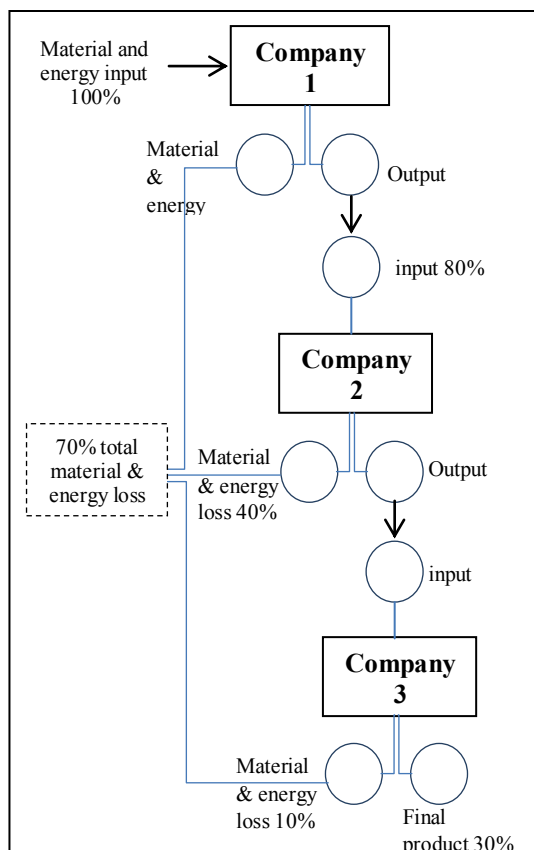 Material and
energy input
100%
Company
1
Material
&
energy
Output
input 80%
Company
2
70% total
material &
energy loss
Material
& energy
loss 40%
Output
input
Company
3
Material
& energy
loss 10%
Final
product 30%